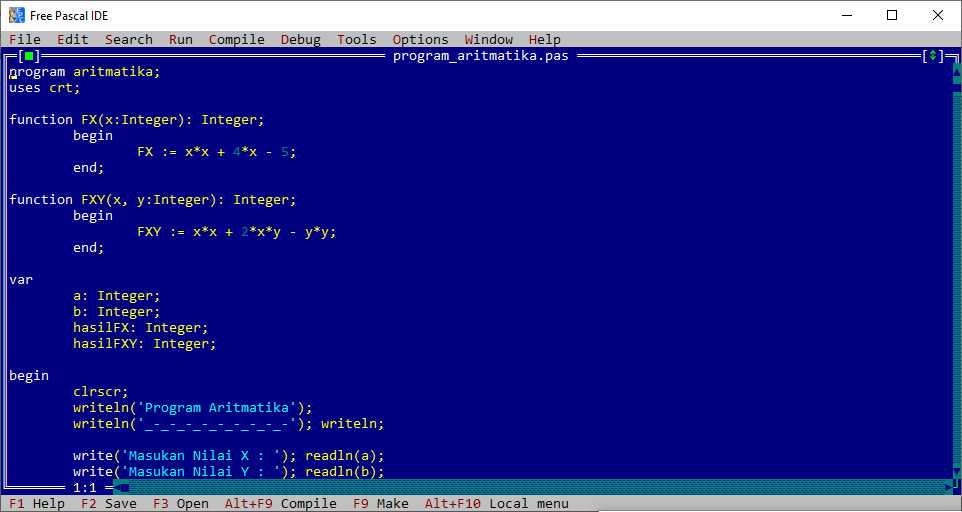 Free Pascal IDE
File Edit Search Run Compile Debug Tools Options Window Help
program_aritmatika.pas
program aritmatika;
uses crt;
function FX(x:Integer): Integer;
begin
FX := x*x + 4*x - 5;
end;
function FXY(x, y:Integer): Integer;
begin
FXY := x*x + 2*x*y - y*y;
end;
var
a: Integer;
b: Integer;
hasilFX: Integer;
hasilFXY: Integer;
begin
clrscr;
writeln('Program Aritmatika');
writeln('_-_-_-_-_-_-_-_-_-'); writeln;
write('Masukan Nilai X : '); readln(a);
write('Masukan Nilai Y : '); readln(b);
1:1
F1 Help F2 Save F3 Open Alt+F9 Compile F9 Make Alt+F10 Local menu